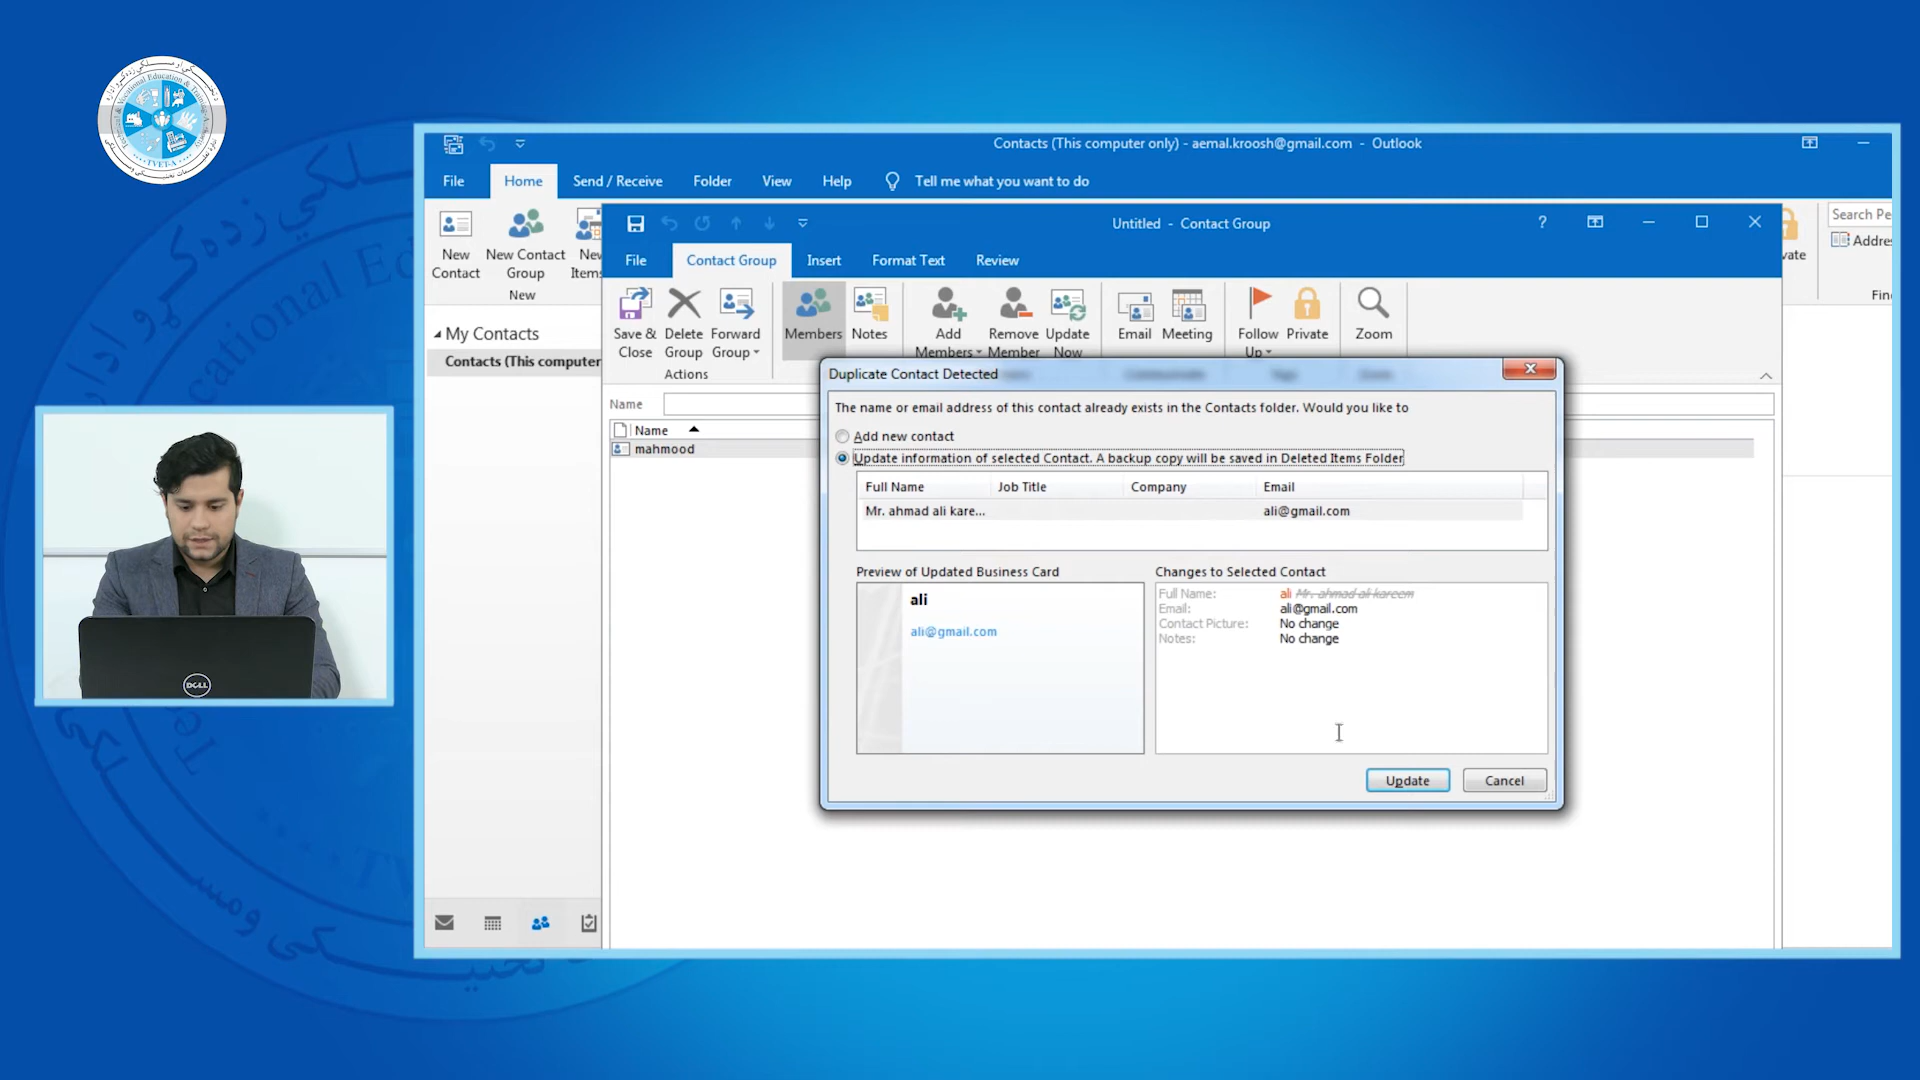 Technical & Vocational Education & Training-Authority
TVET-A
Contacts (This computer only) - aemal.kroosh@gmail.com - Outlook
File Home Send / Receive Folder View Help Tell me what you want to do
New Contact
New Contact Group
New Items
New
Search Pe
Addre
vate
Fin
Untitled - Contact Group
File Contact Group Insert Format Text Review
Save & Close
Delete Group
Forward Group
Actions
Members
Notes
Add Members
Remove Member
Update Now
Email
Meeting
Follow Up
Private
Zoom
My Contacts
Contacts (This computer
Name
Name
mahmood
Duplicate Contact Detected
The name or email address of this contact already exists in the Contacts folder. Would you like to
Add new contact
Update information of selected Contact. A backup copy will be saved in Deleted Items Folder
Full Name Job Title Company Email
Mr. ahmad ali kare... ali@gmail.com
Preview of Updated Business Card
ali
ali@gmail.com
Changes to Selected Contact
Full Name: ali Mr. ahmad ali kareem
Email: ali@gmail.com
Contact Picture: No change
Notes: No change
Update Cancel
DELL